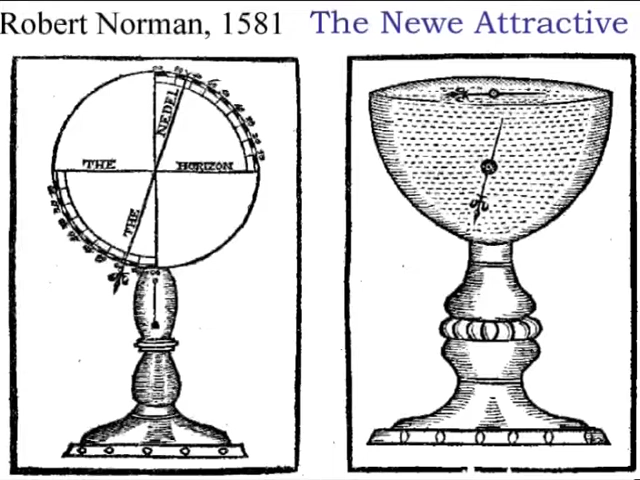 Robert Norman, 1581 The Newe Attractive
NEDEL
THE HORIZON
THE